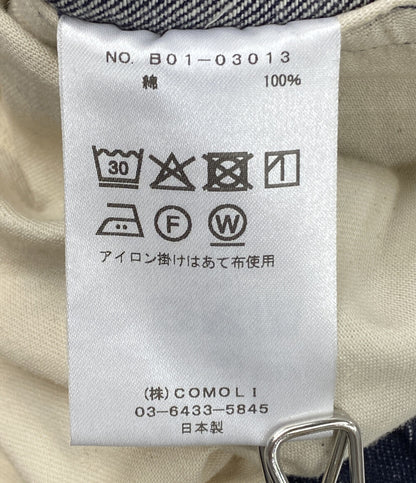 NO. B01-03013
綿 100%
30
F W
アイロン掛けはあて布使用
(株)COMOLI
03-6433-5845
日本製